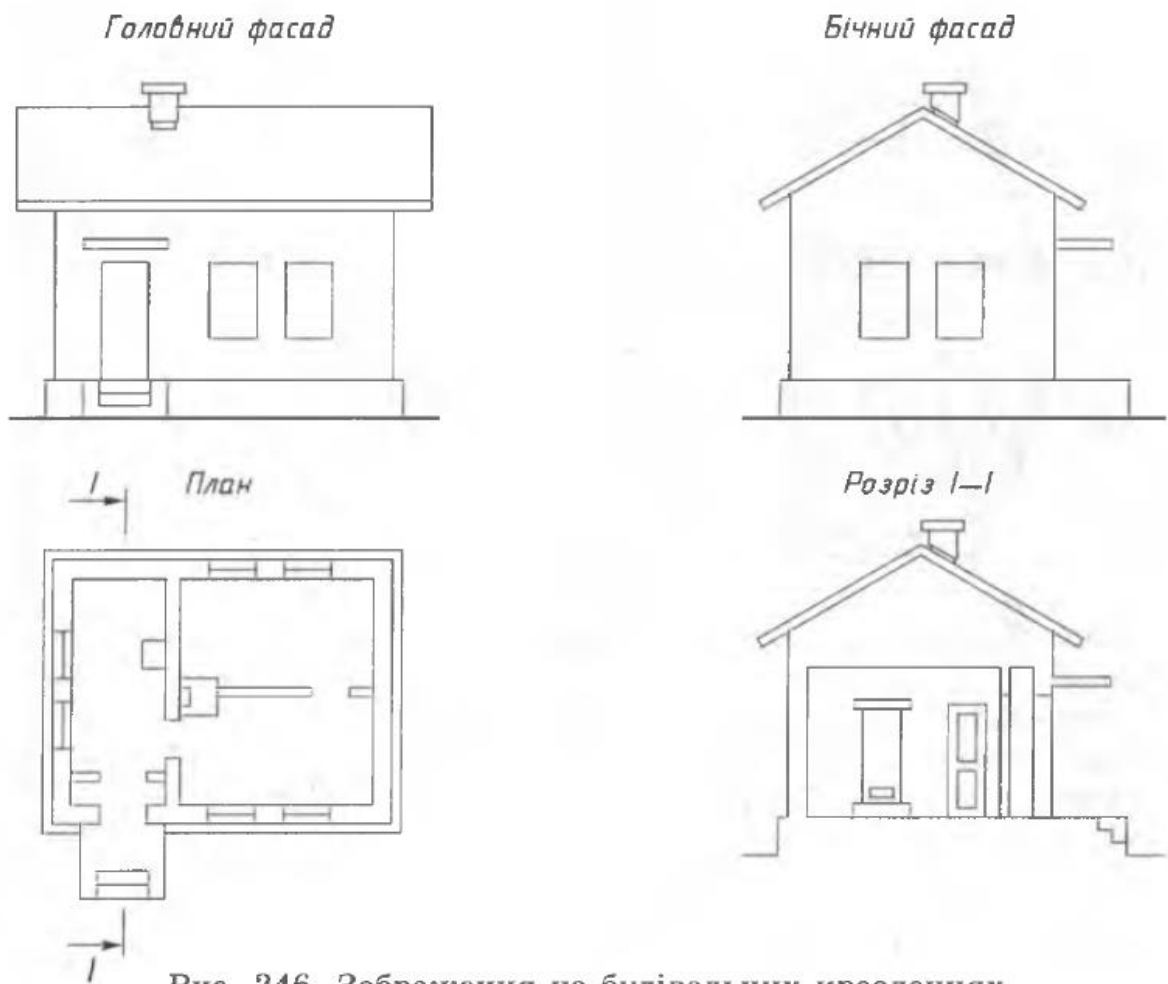 Головний фасад
Бічний фасад
I
План
Розріз I—I
I
Рис. 246. Зображення на будівельних кресленнях